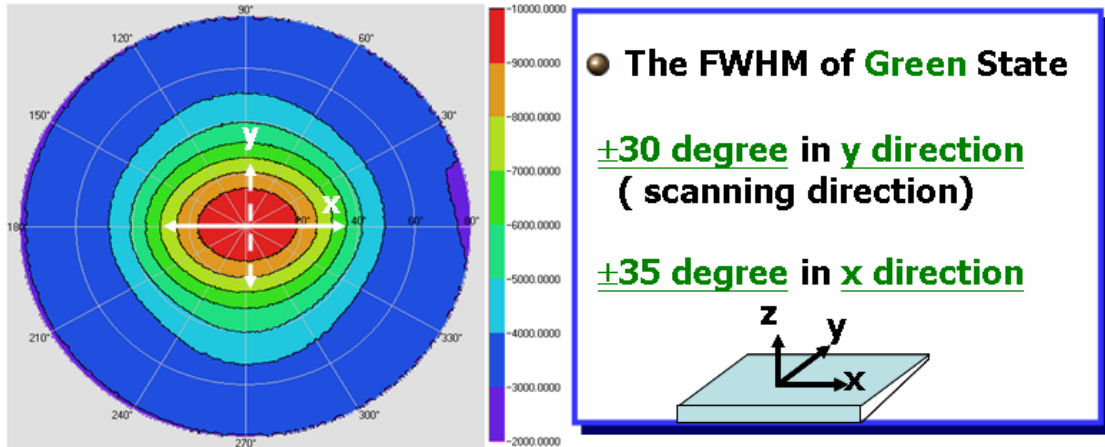 90°
120°
60°
150°
30°
y
x
180°
20°
40°
60°
80°
210°
330°
240°
300°
270°
10000.0000
9000.0000
8000.0000
7000.0000
6000.0000
5000.0000
4000.0000
3000.0000
2000.0000
The FWHM of Green State
±30 degree in y direction
( scanning direction)
±35 degree in x direction
z
y
x